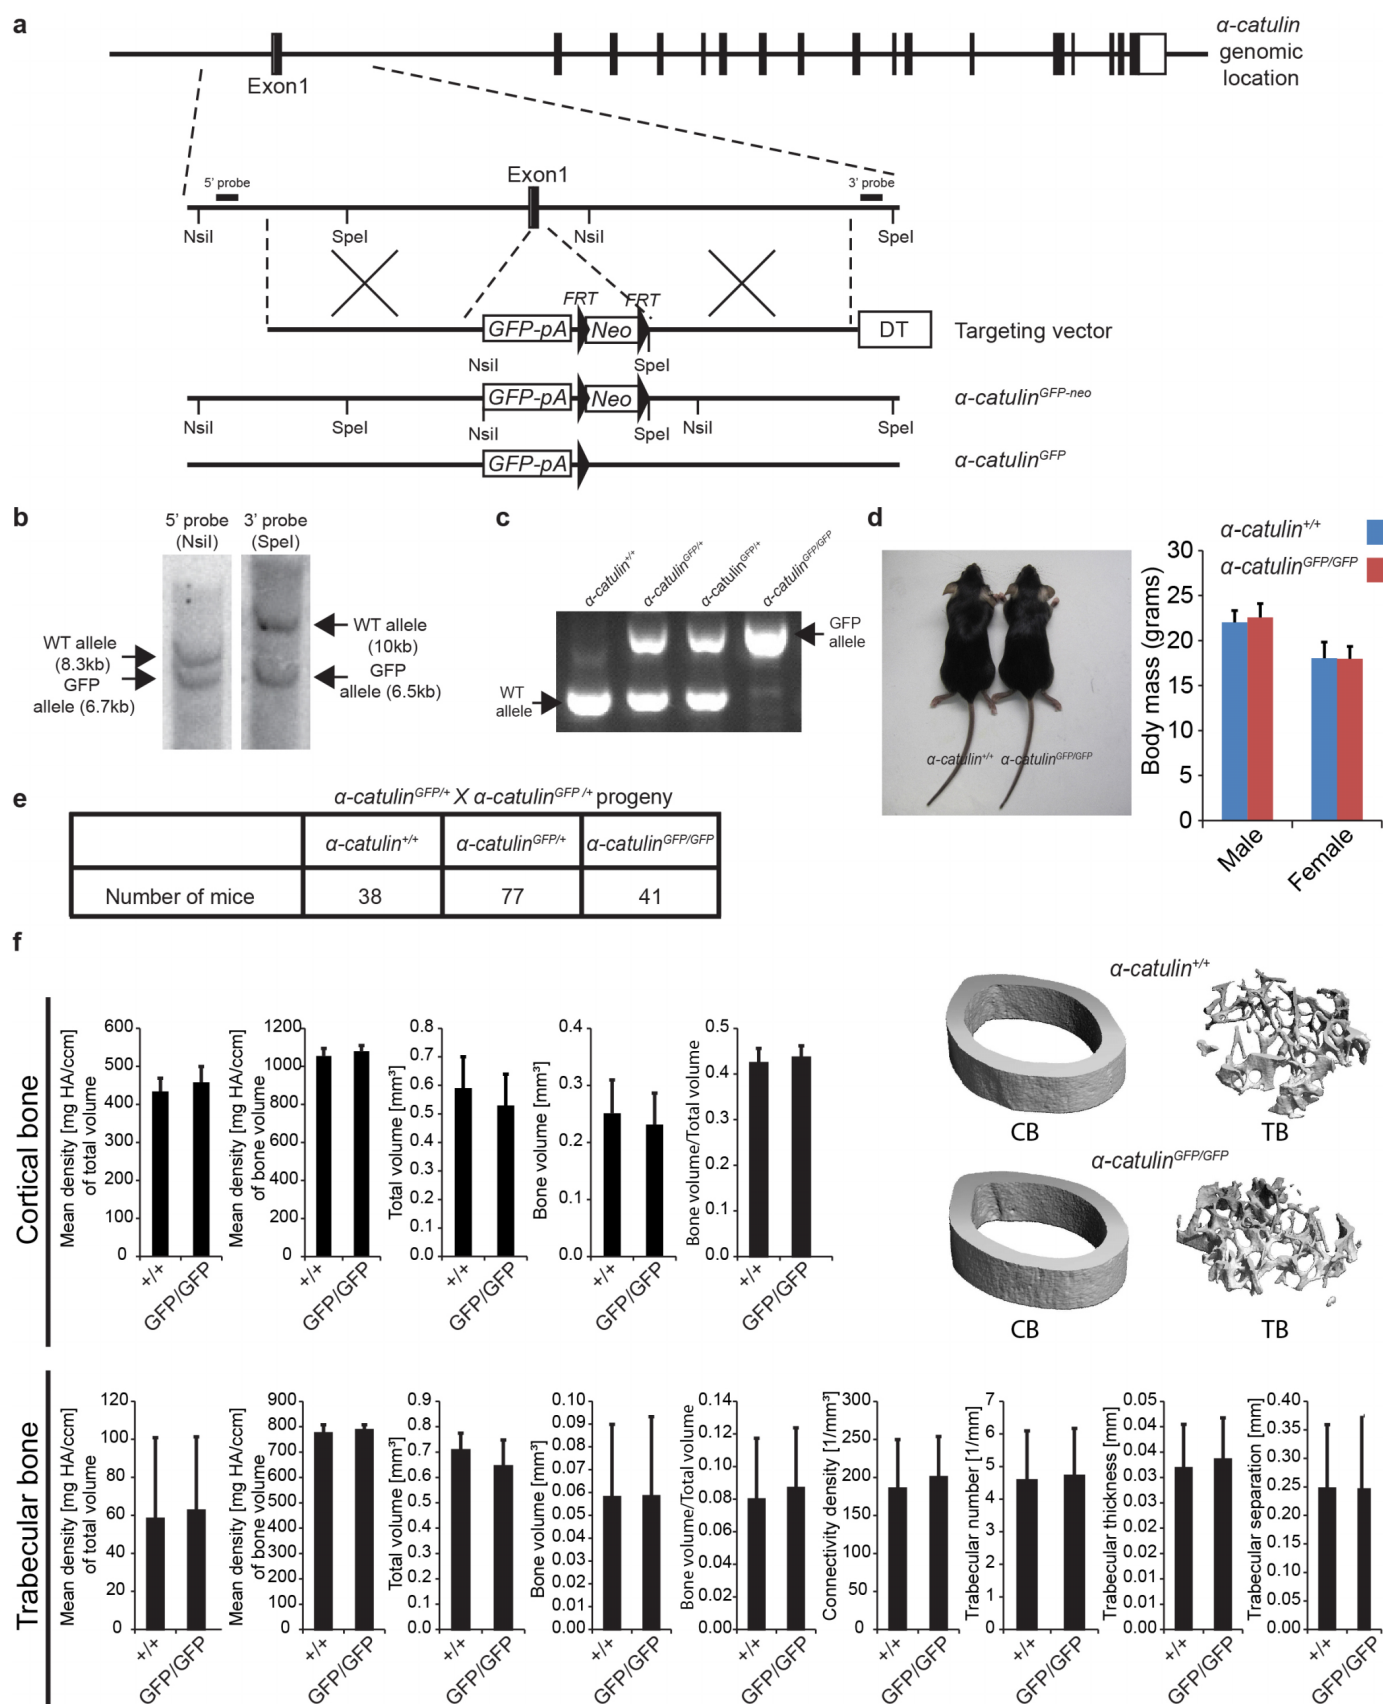 a
α-catulin
genomic
location
Exon1
5' probe
Exon1
3' probe
NsiI
SpeI
NsiI
SpeI
FRT
FRT
GFP-pA
Neo
DT
Targeting vector
NsiI
SpeI
GFP-pA
Neo
α-catulinGFP-neo
NsiI
SpeI
NsiI
SpeI
NsiI
SpeI
GFP-pA
α-catulinGFP
b
5' probe
(NsiI)
3' probe
(SpeI)
WT allele
(8.3kb)
GFP
allele (6.7kb)
WT allele
(10kb)
GFP
allele (6.5kb)
c
α-catulin+/+
α-catulinGFP/+
α-catulinGFP/+
α-catulinGFP/GFP
GFP
allele
WT
allele
d
α-catulin+/+
α-catulinGFP/GFP
α-catulin+/+
α-catulinGFP/GFP
Body mass (grams)
30
25
20
15
10
5
0
Male
Female
e
α-catulinGFP/+ X α-catulinGFP/+ progeny
α-catulin+/+
α-catulinGFP/+
α-catulinGFP/GFP
Number of mice
38
77
41
f
Cortical bone
Mean density [mg HA/ccm]
of total volume
600
500
400
300
200
100
0
+/+
GFP/GFP
Mean density [mg HA/ccm]
of bone volume
1200
1000
800
600
400
200
0
+/+
GFP/GFP
Total volume [mm³]
0.8
0.7
0.6
0.5
0.4
0.3
0.2
0.1
0.0
+/+
GFP/GFP
Bone volume [mm³]
0.4
0.3
0.2
0.1
0.0
+/+
GFP/GFP
Bone volume/Total volume
0.5
0.4
0.3
0.2
0.1
0.0
+/+
GFP/GFP
α-catulin+/+
CB
TB
α-catulinGFP/GFP
CB
TB
Trabecular bone
Mean density [mg HA/ccm]
of total volume
120
100
80
60
40
20
0
+/+
GFP/GFP
Mean density [mg HA/ccm]
of bone volume
900
800
700
600
500
400
300
200
100
0
+/+
GFP/GFP
Total volume [mm³]
0.9
0.8
0.7
0.6
0.5
0.4
0.3
0.2
0.1
0.0
+/+
GFP/GFP
Bone volume [mm³]
0.10
0.09
0.08
0.07
0.06
0.05
0.04
0.03
0.02
0.01
0.00
+/+
GFP/GFP
Bone volume/Total volume
0.14
0.12
0.10
0.08
0.06
0.04
0.02
0.00
+/+
GFP/GFP
Connectivity density [1/mm³]
300
250
200
150
100
50
0
+/+
GFP/GFP
Trabecular number [1/mm]
7
6
5
4
3
2
1
0
+/+
GFP/GFP
Trabecular thickness [mm]
0.05
0.04
0.04
0.03
0.03
0.02
0.02
0.01
0.01
0.00
+/+
GFP/GFP
Trabecular separation [mm]
0.40
0.35
0.30
0.25
0.20
0.15
0.10
0.05
0.00
+/+
GFP/GFP